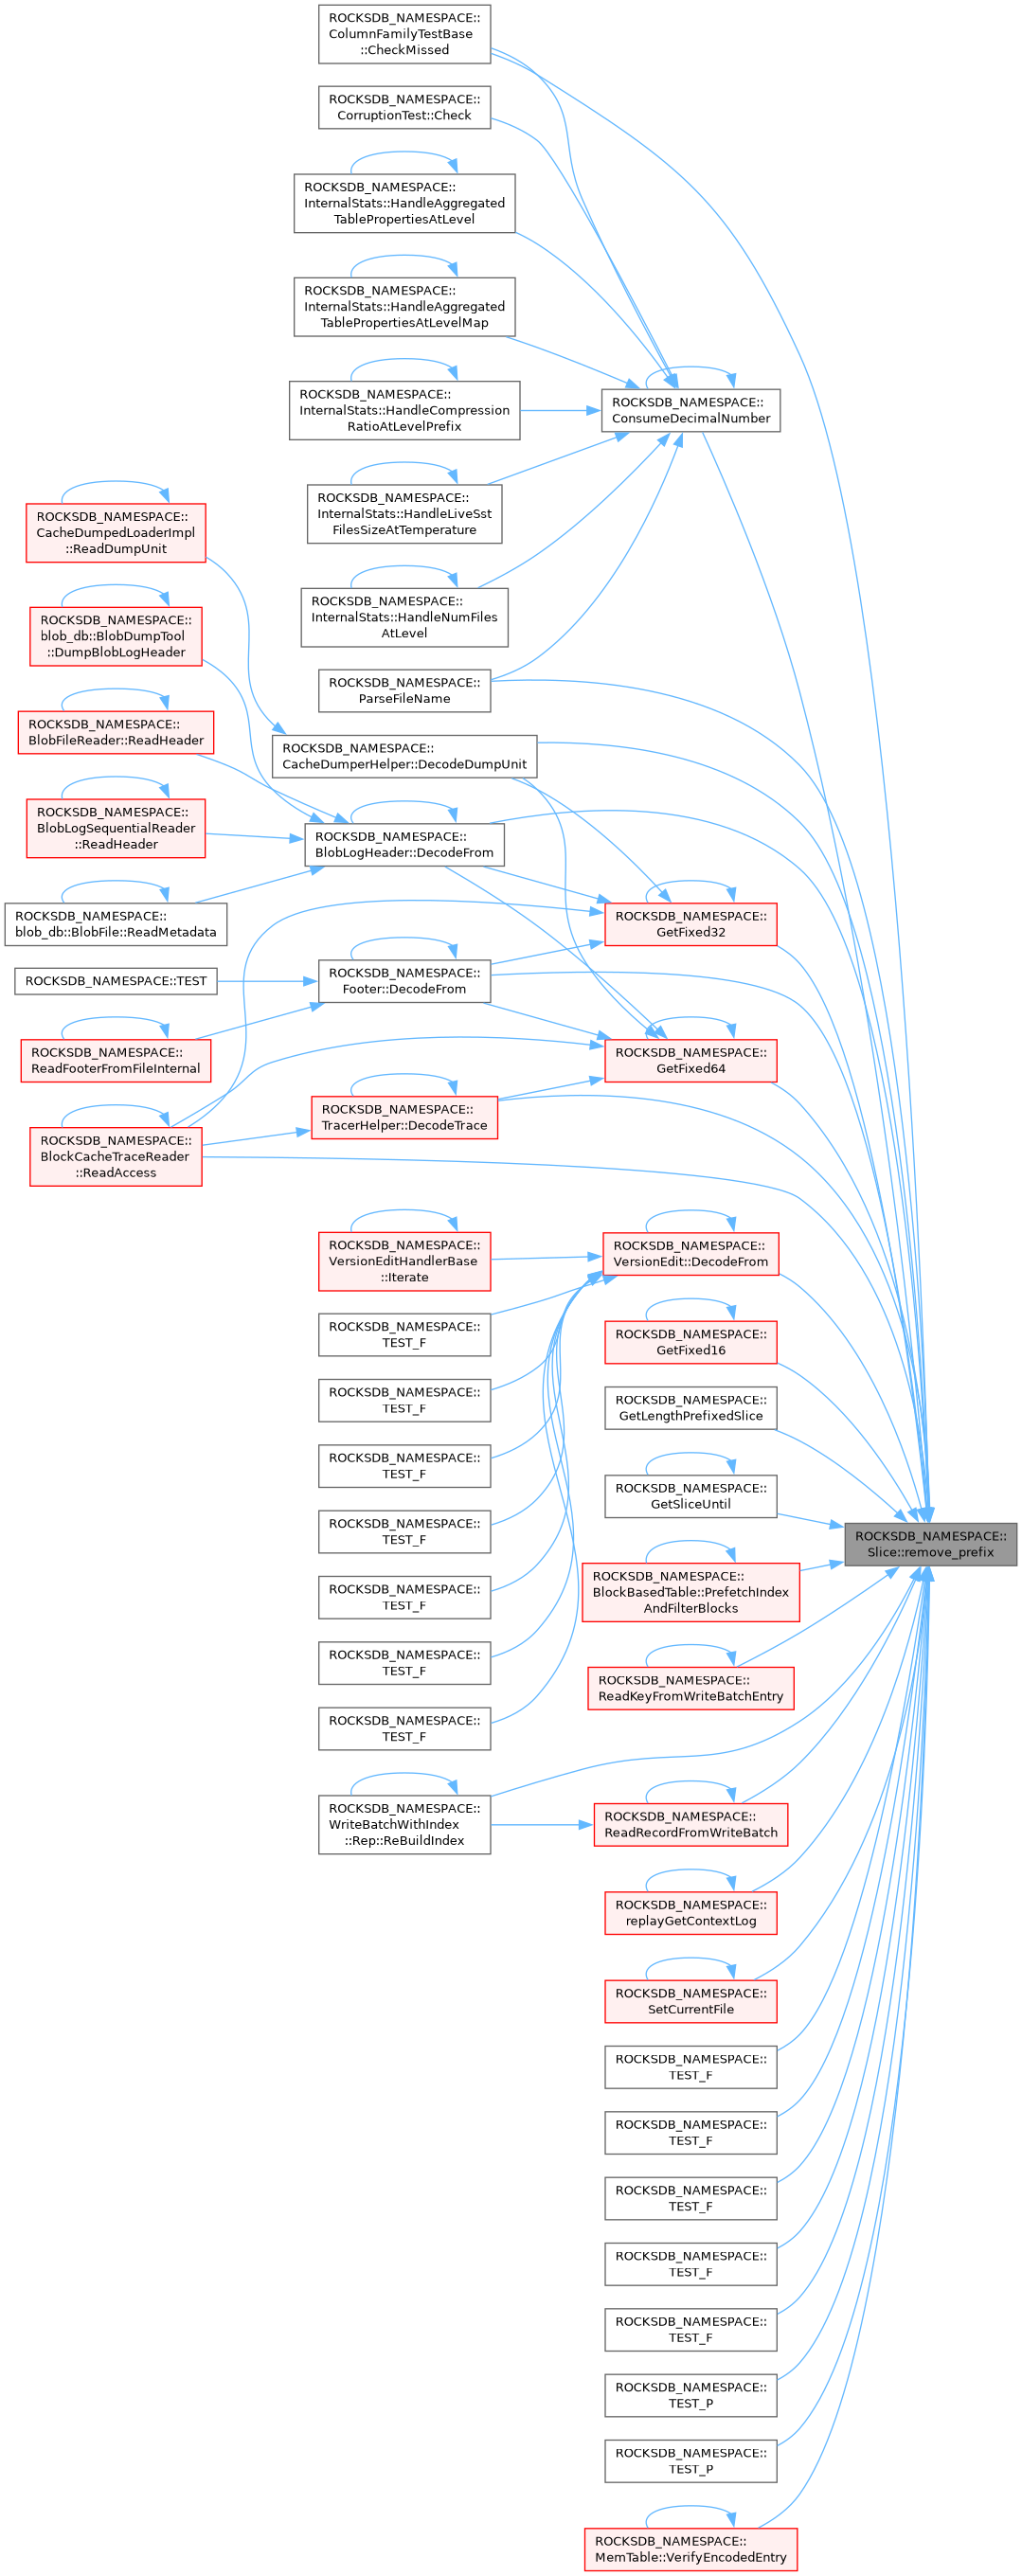 ROCKSDB_NAMESPACE::
ColumnFamilyTestBase
::CheckMissed
ROCKSDB_NAMESPACE::
CorruptionTest::Check
ROCKSDB_NAMESPACE::
InternalStats::HandleAggregated
TablePropertiesAtLevel
ROCKSDB_NAMESPACE::
InternalStats::HandleAggregated
TablePropertiesAtLevelMap
ROCKSDB_NAMESPACE::
InternalStats::HandleCompression
RatioAtLevelPrefix
ROCKSDB_NAMESPACE::
ConsumeDecimalNumber
ROCKSDB_NAMESPACE::
InternalStats::HandleLiveSst
FilesSizeAtTemperature
ROCKSDB_NAMESPACE::
CacheDumpedLoaderImpl
::ReadDumpUnit
ROCKSDB_NAMESPACE::
InternalStats::HandleNumFiles
AtLevel
ROCKSDB_NAMESPACE::
blob_db::BlobDumpTool
::DumpBlobLogHeader
ROCKSDB_NAMESPACE::
ParseFileName
ROCKSDB_NAMESPACE::
BlobFileReader::ReadHeader
ROCKSDB_NAMESPACE::
CacheDumperHelper::DecodeDumpUnit
ROCKSDB_NAMESPACE::
BlobLogSequentialReader
::ReadHeader
ROCKSDB_NAMESPACE::
BlobLogHeader::DecodeFrom
ROCKSDB_NAMESPACE::
blob_db::BlobFile::ReadMetadata
ROCKSDB_NAMESPACE::
GetFixed32
ROCKSDB_NAMESPACE::TEST
ROCKSDB_NAMESPACE::
Footer::DecodeFrom
ROCKSDB_NAMESPACE::
ReadFooterFromFileInternal
ROCKSDB_NAMESPACE::
GetFixed64
ROCKSDB_NAMESPACE::
TracerHelper::DecodeTrace
ROCKSDB_NAMESPACE::
BlockCacheTraceReader
::ReadAccess
ROCKSDB_NAMESPACE::
VersionEditHandlerBase
::Iterate
ROCKSDB_NAMESPACE::
VersionEdit::DecodeFrom
ROCKSDB_NAMESPACE::
TEST_F
ROCKSDB_NAMESPACE::
GetFixed16
ROCKSDB_NAMESPACE::
TEST_F
ROCKSDB_NAMESPACE::
GetLengthPrefixedSlice
ROCKSDB_NAMESPACE::
TEST_F
ROCKSDB_NAMESPACE::
GetSliceUntil
ROCKSDB_NAMESPACE::
TEST_F
ROCKSDB_NAMESPACE::
Slice::remove_prefix
ROCKSDB_NAMESPACE::
TEST_F
ROCKSDB_NAMESPACE::
BlockBasedTable::PrefetchIndex
AndFilterBlocks
ROCKSDB_NAMESPACE::
TEST_F
ROCKSDB_NAMESPACE::
ReadKeyFromWriteBatchEntry
ROCKSDB_NAMESPACE::
TEST_F
ROCKSDB_NAMESPACE::
WriteBatchWithIndex
::Rep::ReBuildIndex
ROCKSDB_NAMESPACE::
ReadRecordFromWriteBatch
ROCKSDB_NAMESPACE::
replayGetContextLog
ROCKSDB_NAMESPACE::
SetCurrentFile
ROCKSDB_NAMESPACE::
TEST_F
ROCKSDB_NAMESPACE::
TEST_F
ROCKSDB_NAMESPACE::
TEST_F
ROCKSDB_NAMESPACE::
TEST_F
ROCKSDB_NAMESPACE::
TEST_F
ROCKSDB_NAMESPACE::
TEST_P
ROCKSDB_NAMESPACE::
TEST_P
ROCKSDB_NAMESPACE::
MemTable::VerifyEncodedEntry